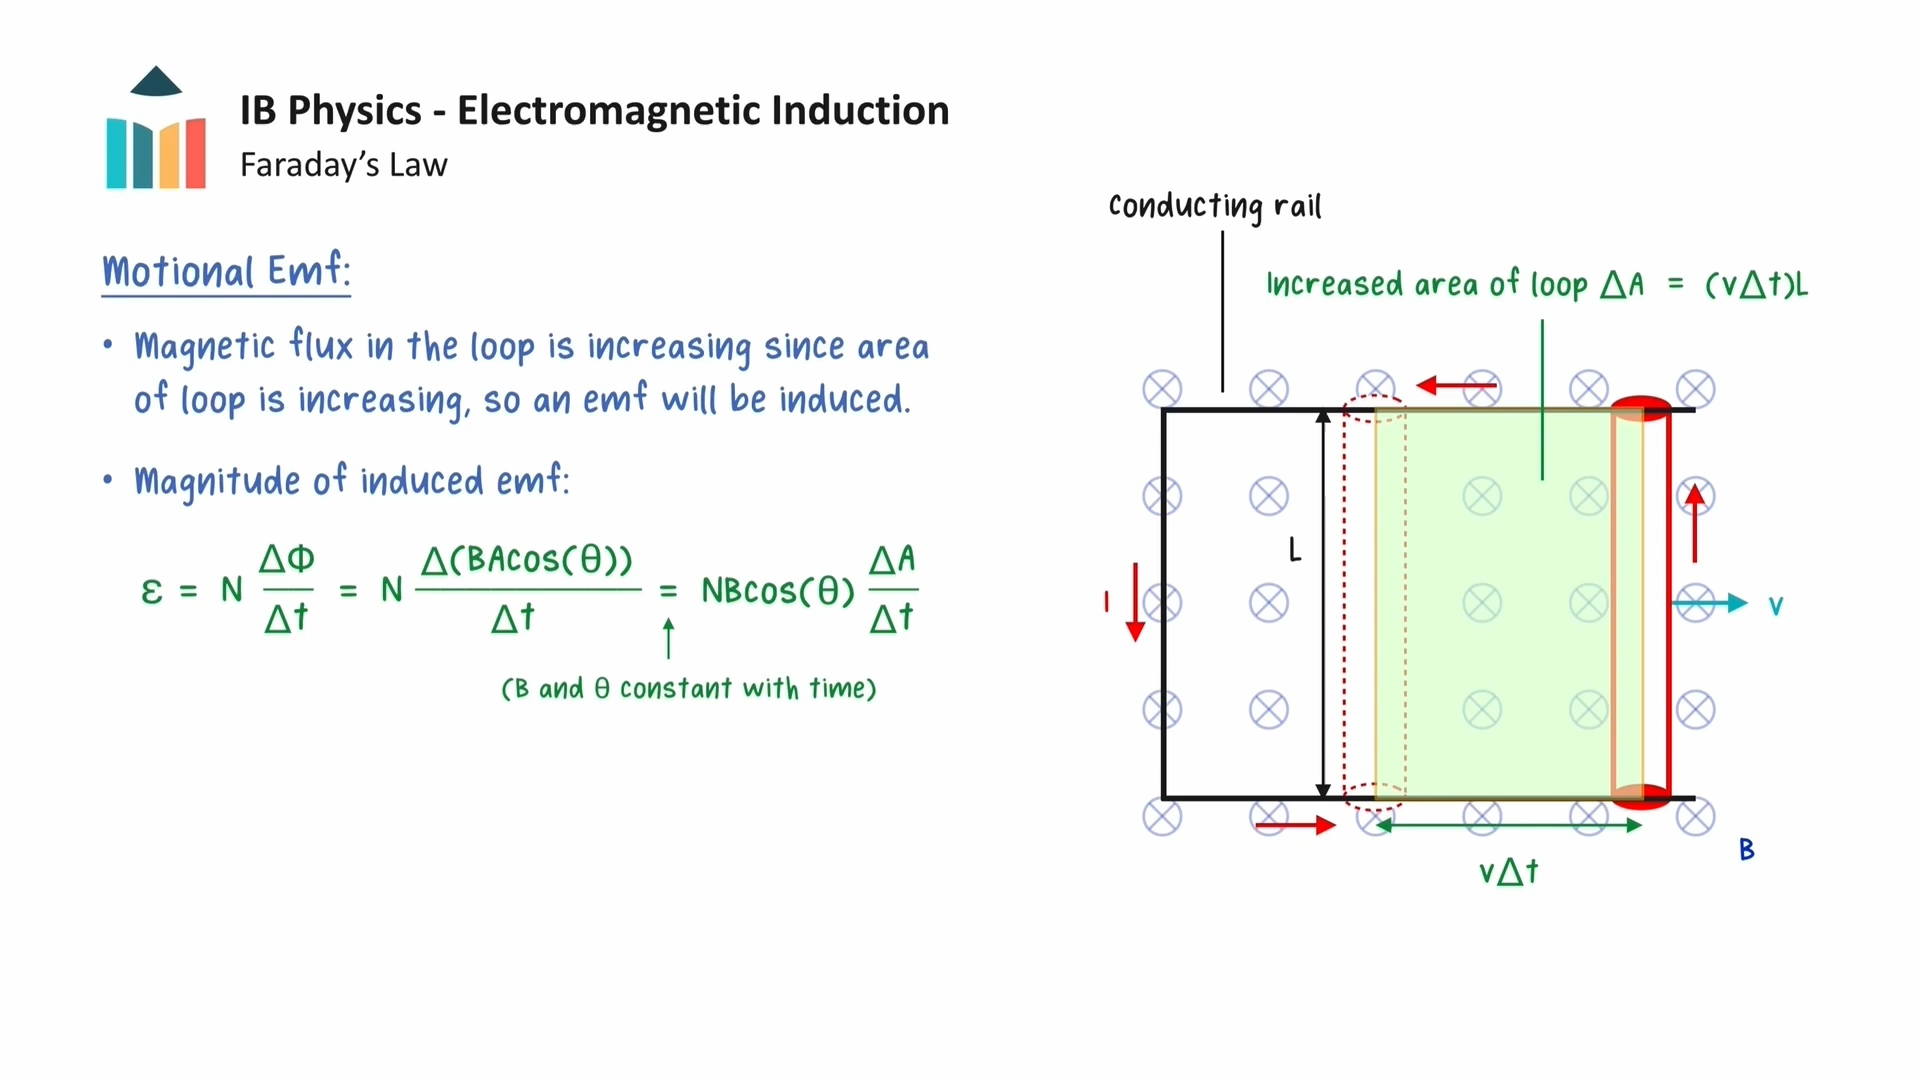 IB Physics - Electromagnetic Induction
Faraday's Law
conducting rail
Motional Emf:
Increased area of loop ΔA = (vΔt)L
• Magnetic flux in the loop is increasing since area
of loop is increasing, so an emf will be induced.
• Magnitude of induced emf:
ε = N ΔΦ/Δt = N Δ(BAcos(θ))/Δt = NBcos(θ) ΔA/Δt
(B and θ constant with time)
L
I
v
B
vΔt